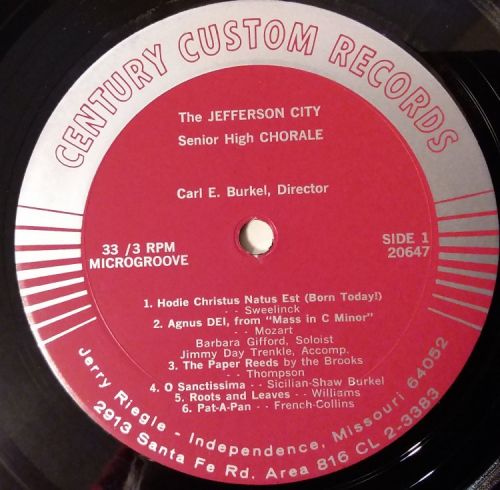 CENTURY CUSTOM RECORDS
The JEFFERSON CITY
Senior High CHORALE
Carl E. Burkel, Director
33 /3 RPM
MICROGROOVE
SIDE 1
20647
1. Hodie Christus Natus Est (Born Today!)
- - Sweelinck
2. Agnus DEI, from "Mass in C Minor"
- - Mozart
Barbara Gifford, Soloist
Jimmy Day Trenkle, Accomp.
3. The Paper Reeds by the Brooks
- - Thompson
4. O Sanctissima - - Sicilian-Shaw Burkel
5. Roots and Leaves - - Williams
6. Pat-A-Pan - - French-Collins
Jerry Riegle - Independence, Missouri 64052
2913 Santa Fe Rd. Area 816 CL 2-3383